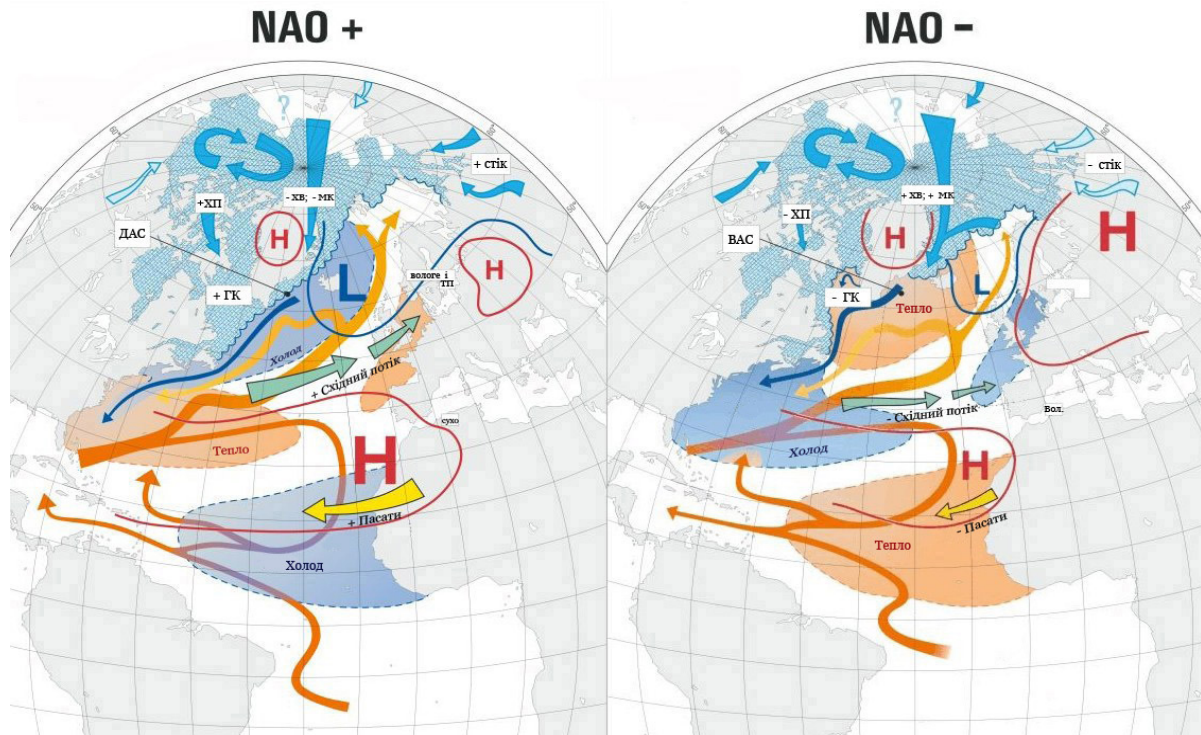 NAO +
?
+ стік
+ХП
- ХВ; - МК
ДАС
H
H
+ ГК
L
вологе і
ТП
Холод
+ Східний потік
сухо
Тепло
H
+ Пасати
Холод
NAO -
?
- стік
+ ХВ; + МК
- ХП
ВАС
H
H
- ГК
L
Тепло
Східний потік
Вол.
Холод
H
- Пасати
Тепло